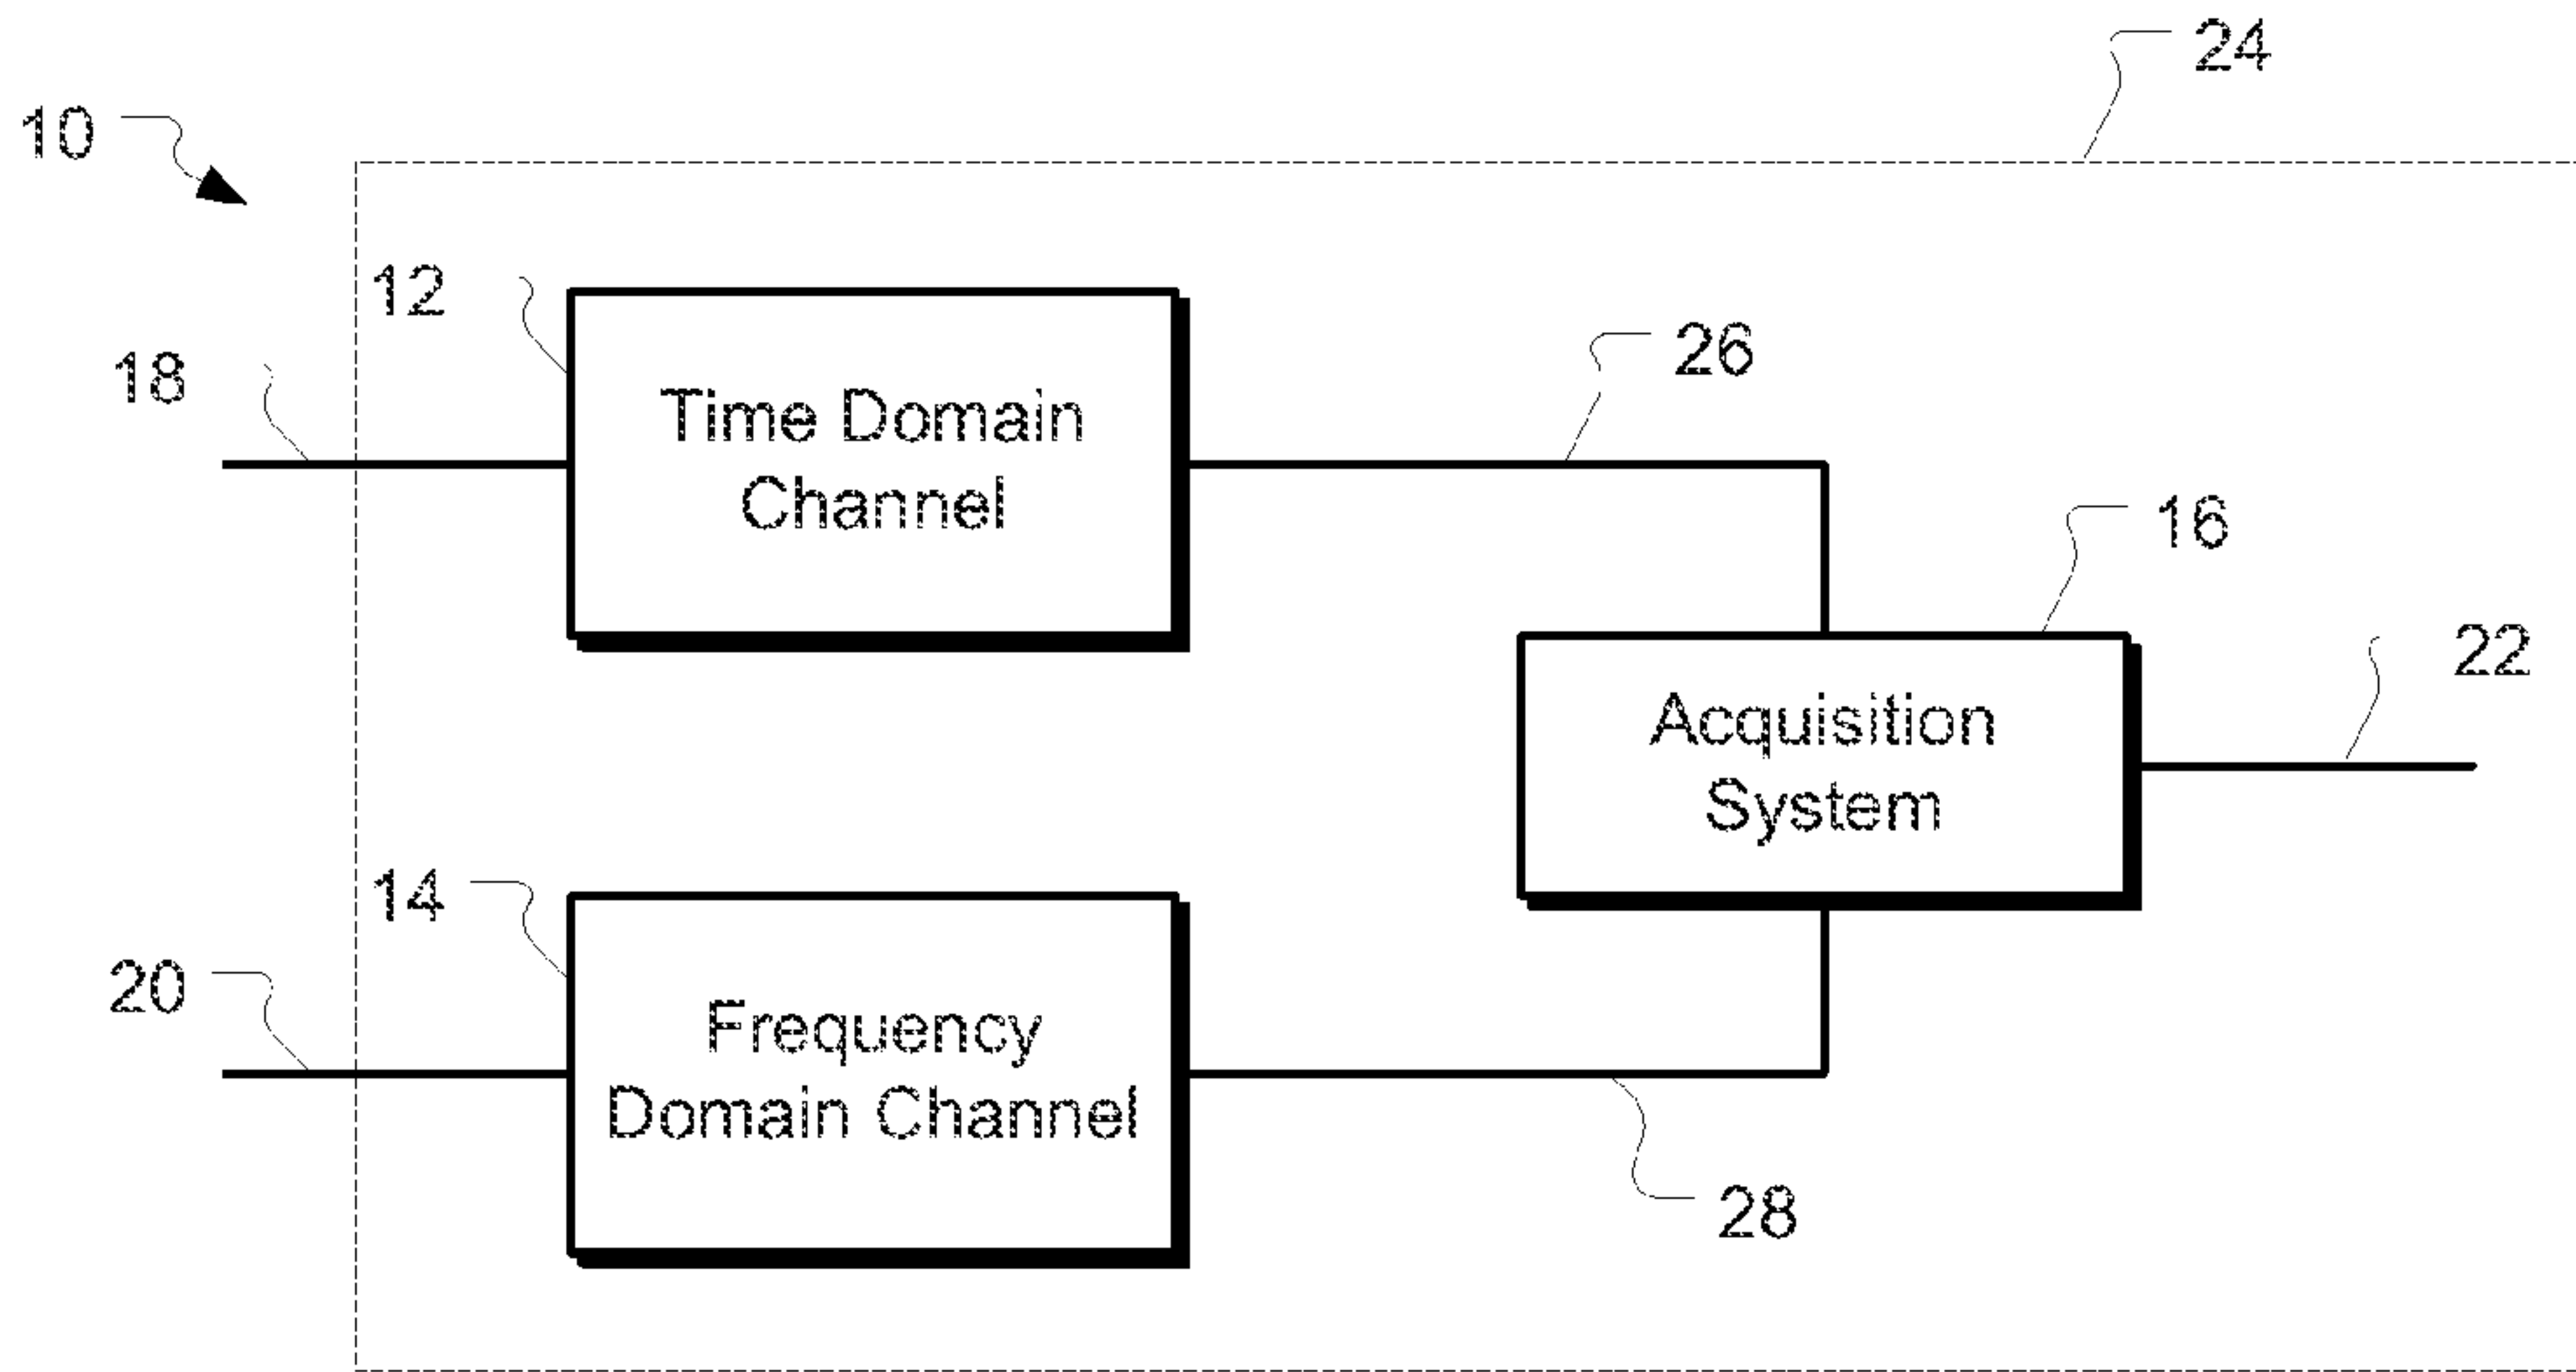 24
10
12
26
18
Time Domain
Channel
16
22
Acquisition
System
14
20
Frequency
Domain Channel
28